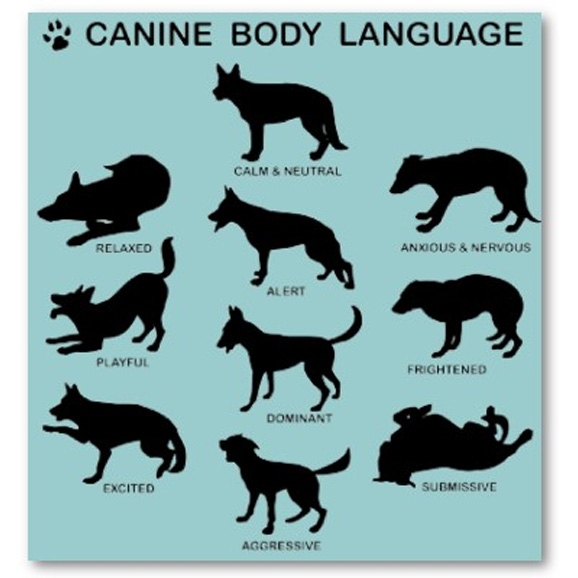 CANINE BODY LANGUAGE
CALM & NEUTRAL
RELAXED
ANXIOUS & NERVOUS
ALERT
PLAYFUL
FRIGHTENED
DOMINANT
EXCITED
SUBMISSIVE
AGGRESSIVE